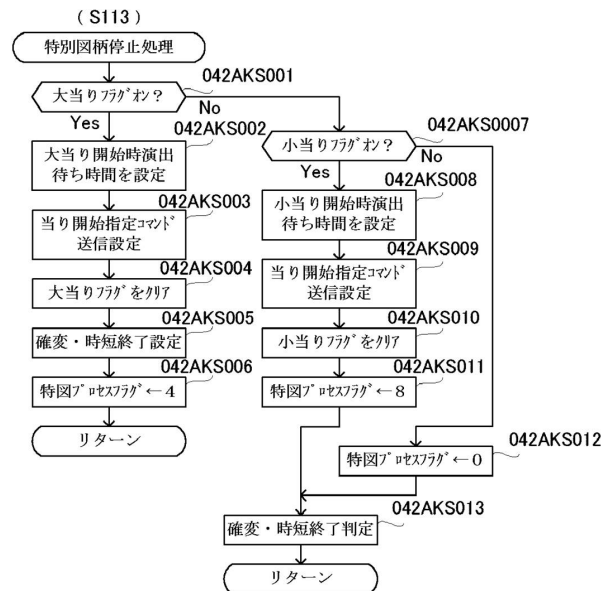 (S113)
特別図柄停止処理
042AKS001
大当りﾌﾗｸﾞオン?
No
Yes
042AKS002
大当り開始時演出
待ち時間を設定
042AKS003
当り開始指定ｺﾏﾝﾄﾞ
送信設定
042AKS004
大当りﾌﾗｸﾞをｸﾘｱ
042AKS005
確変・時短終了設定
042AKS006
特図ﾌﾟﾛｾｽﾌﾗｸﾞ←4
リターン
042AKS0007
小当りﾌﾗｸﾞｵﾝ?
No
Yes
042AKS008
小当り開始時演出
待ち時間を設定
042AKS009
当り開始指定ｺﾏﾝﾄﾞ
送信設定
042AKS010
小当りﾌﾗｸﾞをｸﾘｱ
042AKS011
特図ﾌﾟﾛｾｽﾌﾗｸﾞ←8
042AKS012
特図ﾌﾟﾛｾｽﾌﾗｸﾞ←0
042AKS013
確変・時短終了判定
リターン